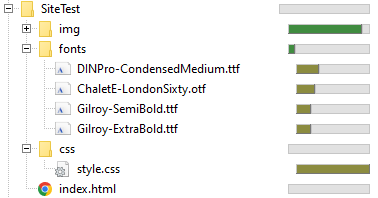 SiteTest
img
fonts
DINPro-CondensedMedium.ttf
ChaletE-LondonSixty.otf
Gilroy-SemiBold.ttf
Gilroy-ExtraBold.ttf
css
style.css
index.html